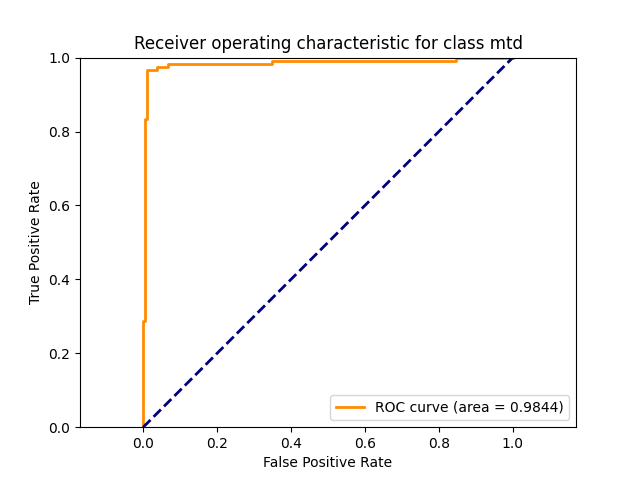 Receiver operating characteristic for class mtd
1.0
0.8
0.6
0.4
0.2
0.0
True Positive Rate
ROC curve (area = 0.9844)
0.0 0.2 0.4 0.6 0.8 1.0
False Positive Rate